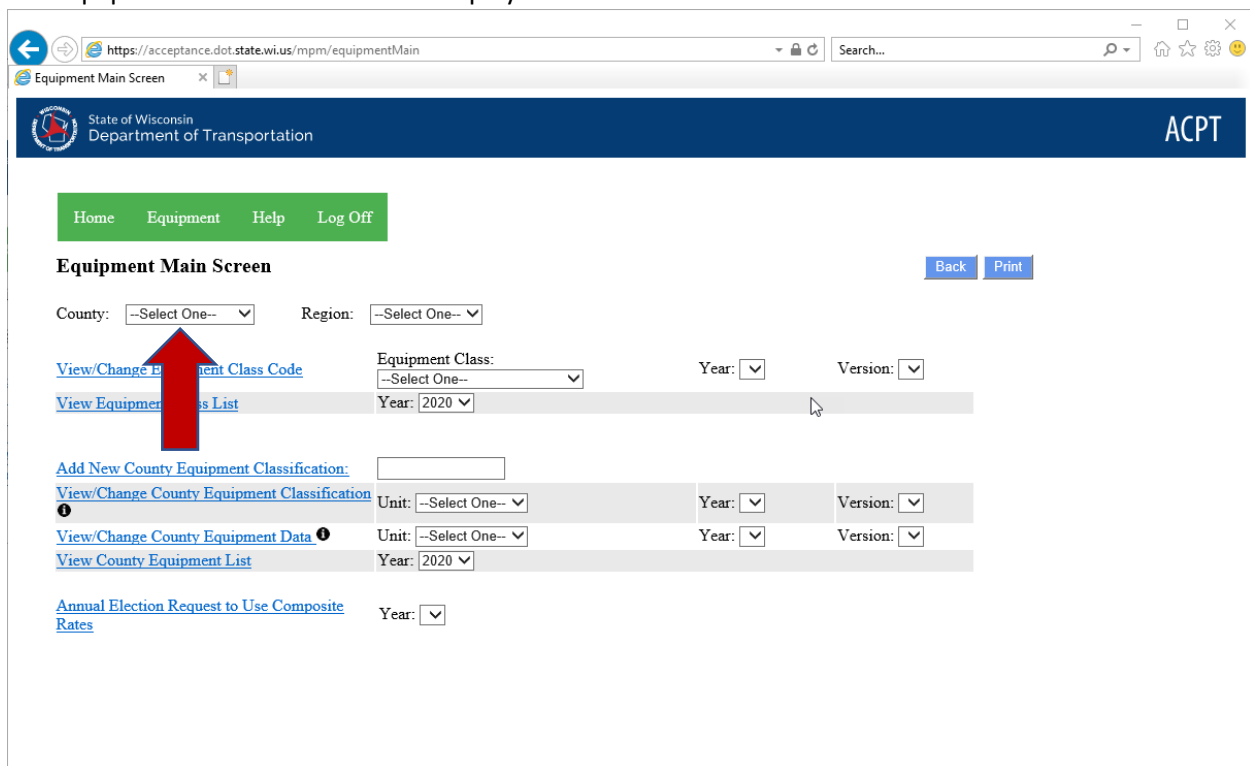 https://acceptance.dot.state.wi.us/mpm/equipmentMain Search...
Equipment Main Screen
State of Wisconsin
Department of Transportation
ACPT
Home Equipment Help Log Off
Equipment Main Screen Back Print
County: --Select One-- Region: --Select One--
Equipment Class:
View/Change Class Code --Select One-- Year: Version:
View List Year: 2020
Add New County Equipment Classification:
View/Change County Equipment Classification Unit: --Select One-- Year: Version:
View/Change County Equipment Data Unit: --Select One-- Year: Version:
View County Equipment List Year: 2020
Annual Election Request to Use Composite
Rates Year: